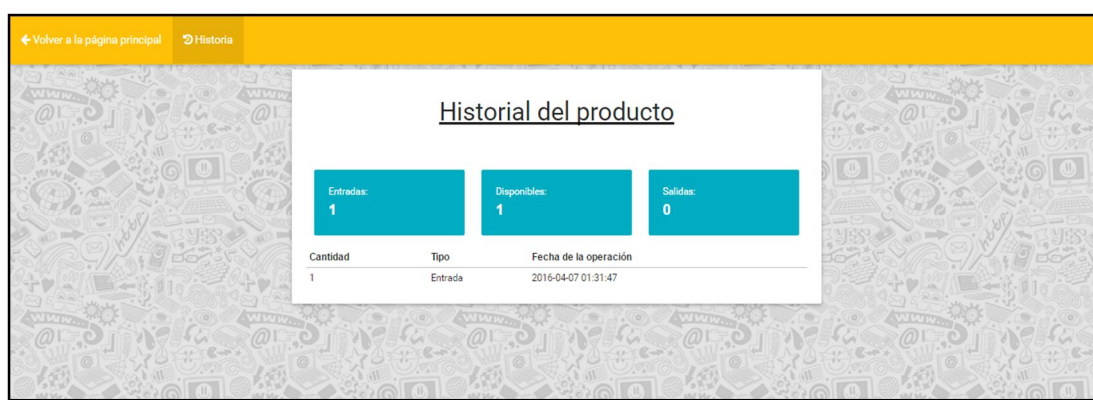 Volver a la página principal Historia
Historial del producto
Entradas: Disponibles: Salidas:
1 1 0
Cantidad Tipo Fecha de la operación
1 Entrada 2016-04-07 01:31:47